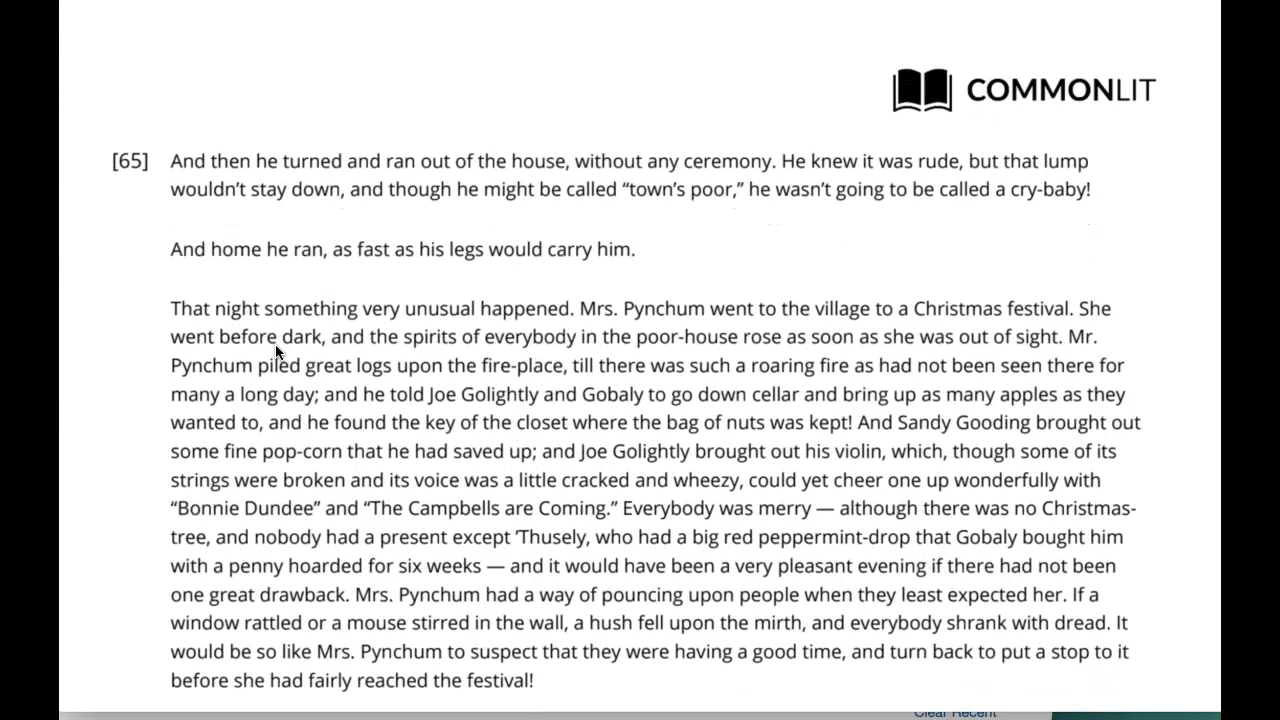 COMMONLIT
[65] And then he turned and ran out of the house, without any ceremony. He knew it was rude, but that lump
wouldn’t stay down, and though he might be called “town’s poor,” he wasn’t going to be called a cry-baby!
And home he ran, as fast as his legs would carry him.
That night something very unusual happened. Mrs. Pynchum went to the village to a Christmas festival. She
went before dark, and the spirits of everybody in the poor-house rose as soon as she was out of sight. Mr.
Pynchum piled great logs upon the fire-place, till there was such a roaring fire as had not been seen there for
many a long day; and he told Joe Golightly and Gobaly to go down cellar and bring up as many apples as they
wanted to, and he found the key of the closet where the bag of nuts was kept! And Sandy Gooding brought out
some fine pop-corn that he had saved up; and Joe Golightly brought out his violin, which, though some of its
strings were broken and its voice was a little cracked and wheezy, could yet cheer one up wonderfully with
“Bonnie Dundee” and “The Campbells are Coming.” Everybody was merry — although there was no Christmas-
tree, and nobody had a present except ’Thusely, who had a big red peppermint-drop that Gobaly bought him
with a penny hoarded for six weeks — and it would have been a very pleasant evening if there had not been
one great drawback. Mrs. Pynchum had a way of pouncing upon people when they least expected her. If a
window rattled or a mouse stirred in the wall, a hush fell upon the mirth, and everybody shrank with dread. It
would be so like Mrs. Pynchum to suspect that they were having a good time, and turn back to put a stop to it
before she had fairly reached the festival!
Clear Recent